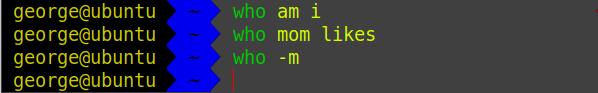 george@ubuntu ~ who am i
george@ubuntu ~ who mom likes
george@ubuntu ~ who -m
george@ubuntu ~